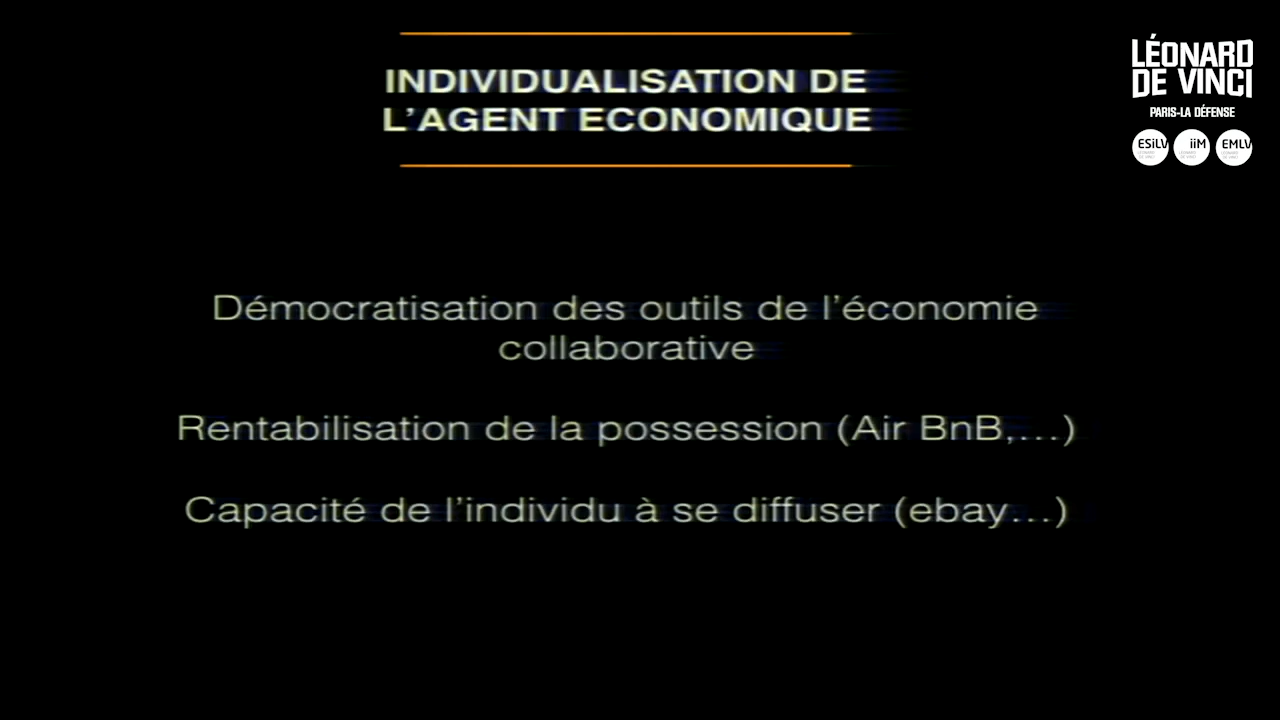 INDIVIDUALISATION DE
L’AGENT ECONOMIQUE
LÉONARD
DE VINCI
PARIS-LA DÉFENSE
ESiLV
iiM
EMLV
Démocratisation des outils de l’économie
collaborative
Rentabilisation de la possession (Air BnB,…)
Capacité de l’individu à se diffuser (ebay…)